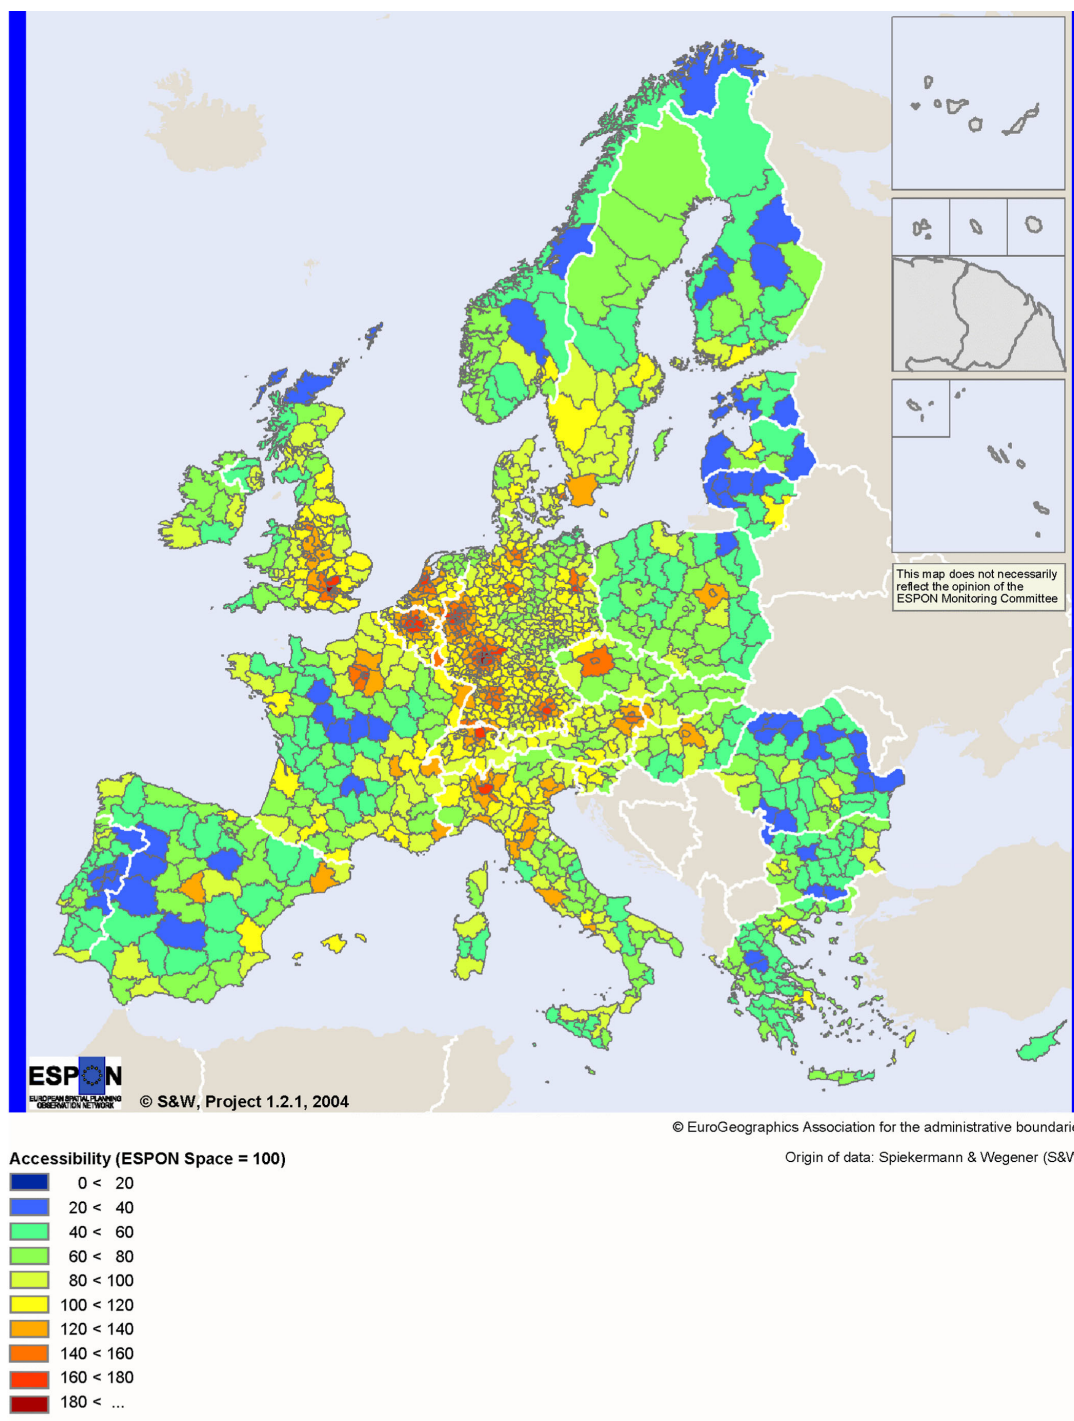 This map does not necessarily
reflect the opinion of the
ESPON Monitoring Committee
ESPON
EUROPEAN SPATIAL PLANNING
OBSERVATION NETWORK
© S&W, Project 1.2.1, 2004
© EuroGeographics Association for the administrative boundarie
Origin of data: Spiekermann & Wegener (S&W
Accessibility (ESPON Space = 100)
0 < 20
20 < 40
40 < 60
60 < 80
80 < 100
100 < 120
120 < 140
140 < 160
160 < 180
180 < ...